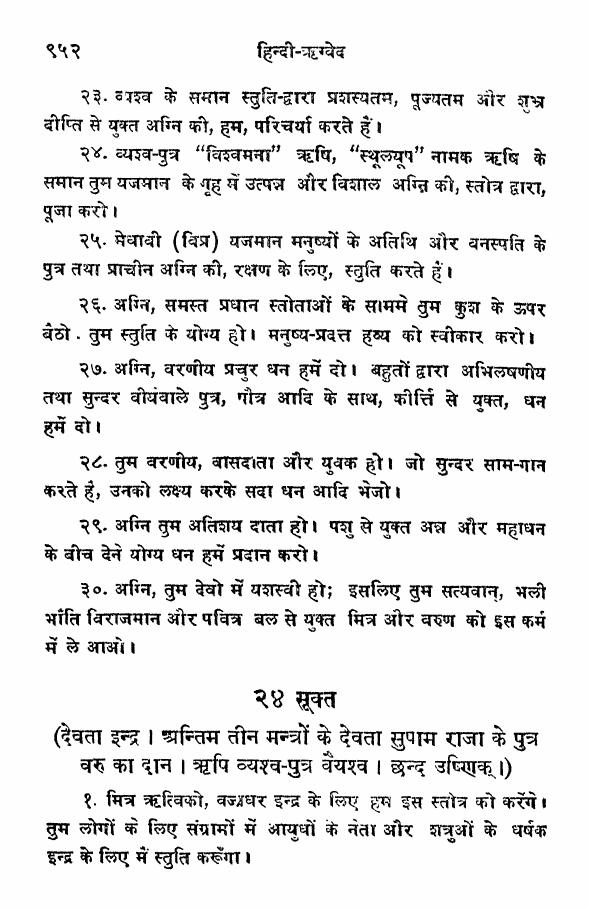 ९५२
हिन्दी-ऋग्वेद
२३. व्यश्व के समान स्तुति-द्वारा प्रशस्यतम, पूज्यतम और शुभ्र
दीप्ति से युक्त अग्नि की, हम, परिचर्या करते हैं।
२४. व्यश्व-पुत्र “विश्वमना” ऋषि, “स्थूलयूप” नामक ऋषि के
समान तुम यजमान के गृह में उत्पन्न और विशाल अग्नि की, स्तोत्र द्वारा,
पूजा करो।
२५. मेधावी (विप्र) यजमान मनुष्यों के अतिथि और वनस्पति के
पुत्र तथा प्राचीन अग्नि की, रक्षण के लिए, स्तुति करते हैं।
२६. अग्नि, समस्त प्रधान स्तोताओं के सामने तुम कुश के ऊपर
बैठो. तुम स्तुति के योग्य हो। मनुष्य-प्रदत्त हव्य को स्वीकार करो।
२७. अग्नि, वरणीय प्रचुर धन हमें दो। बहुतों द्वारा अभिलषणीय
तथा सुन्दर वीर्यवाले पुत्र, पौत्र आदि के साथ, कीर्त्ति से युक्त, धन
हमें दो।
२८. तुम वरणीय, वासदाता और युवक हो। जो सुन्दर साम-गान
करते हैं, उनको लक्ष्य करके सदा धन आदि भेजो।
२९. अग्नि तुम अतिशय दाता हो। पशु से युक्त अन्न और महाधन
के बीच देने योग्य धन हमें प्रदान करो।
३०. अग्नि, तुम देवो में यशस्वी हो; इसलिए तुम सत्यवान्, भली
भाँति विराजमान और पवित्र बल से युक्त मित्र और वरुण को इस कर्म
में ले आओ।
२४ सूक्त
(देवता इन्द्र। अन्तिम तीन मन्त्रों के देवता सुषाम राजा के पुत्र
वरु का दान। ऋषि व्यश्व-पुत्र वैयश्व। छन्द उष्णिक्।)
१. मित्र ऋत्विको, वज्रधर इन्द्र के लिए हम इस स्तोत्र को करेंगे।
तुम लोगों के लिए संग्रामों में आयुधों के नेता और शत्रुओं के धर्षक
इन्द्र के लिए मैं स्तुति करूँगा।